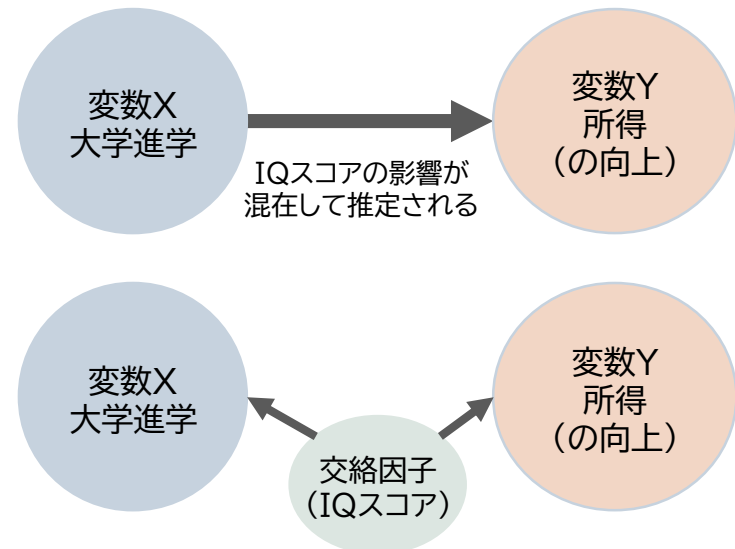 変数X
大学進学
変数Y
所得
（の向上）
IQスコアの影響が
混在して推定される
変数X
大学進学
変数Y
所得
（の向上）
交絡因子
（IQスコア）